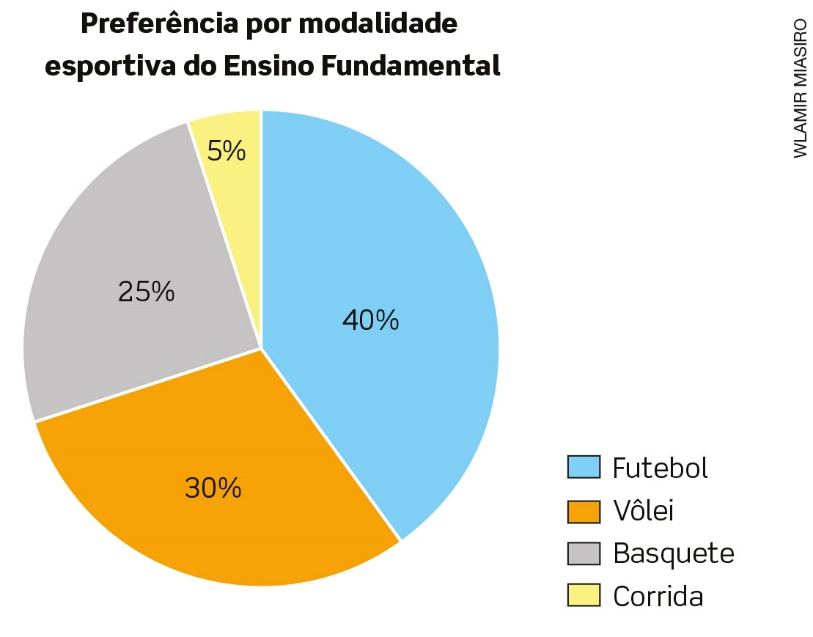 Preferência por modalidade
esportiva do Ensino Fundamental
WLAMIR MIASIRO
5%
25%
40%
30%
Futebol
Vôlei
Basquete
Corrida